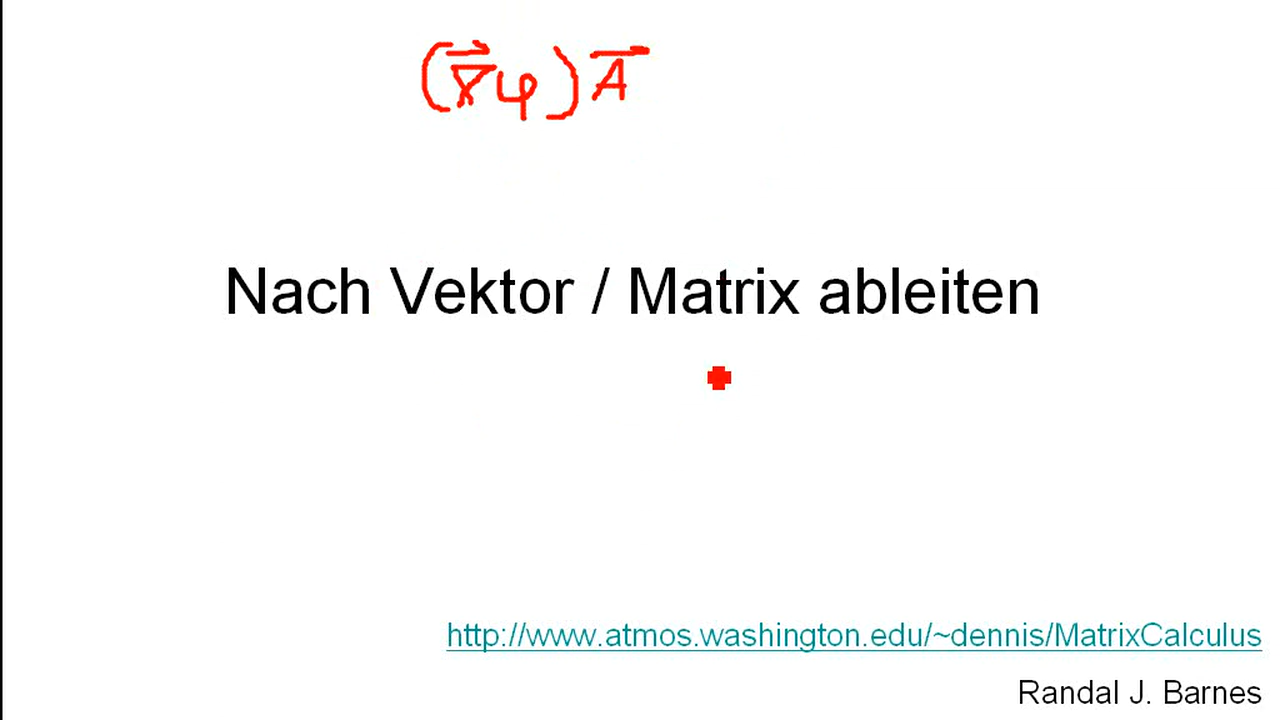 (∇⃗φ)A⃗
Nach Vektor / Matrix ableiten
http://www.atmos.washington.edu/~dennis/MatrixCalculus
Randal J. Barnes